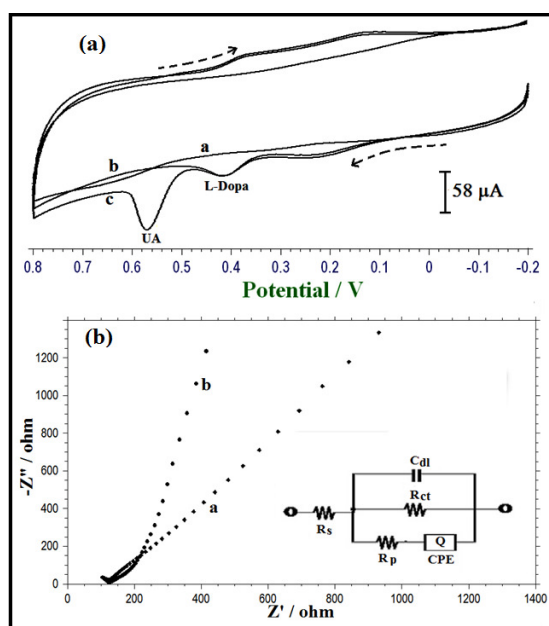 (a)
a
b
L-Dopa
58 µA
c
UA
0.8 0.7 0.6 0.5 0.4 0.3 0.2 0.1 0 -0.1 -0.2
Potential / V
(b)
1200
b
1000
800
-Z" / ohm
600
a
Cdl
400
Rct
Rs
200
Rp
Q
CPE
0
0 200 400 600 800 1000 1200 1400
Z' / ohm